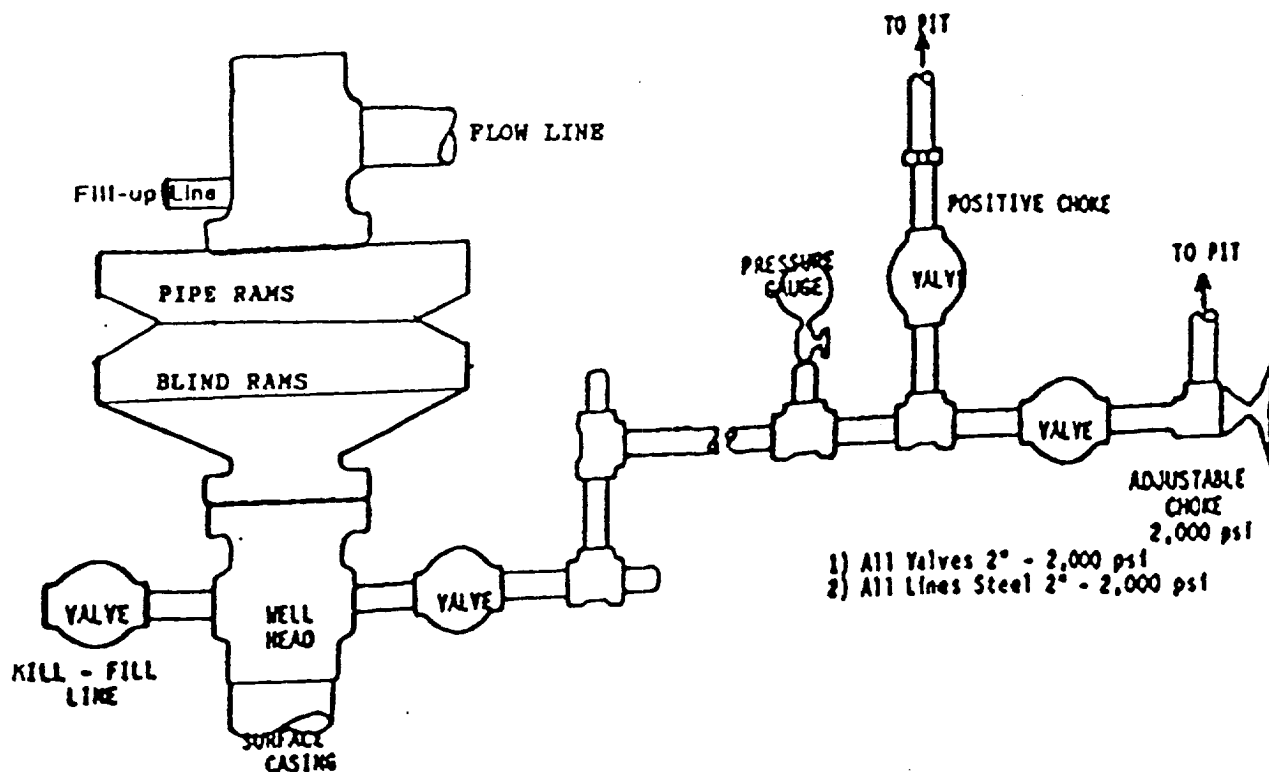 TO PIT
FLOW LINE
Fill-up Line
POSITIVE CHOKE
PRESSURE
GAUGE
VALVE
TO PIT
PIPE RAMS
BLIND RAMS
VALVE
ADJUSTABLE
CHOKE
2,000 psi
1) All Valves 2" - 2,000 psi
2) All Lines Steel 2" - 2,000 psi
VALVE
WELL
HEAD
VALVE
KILL - FILL
LINE
SURFACE
CASING